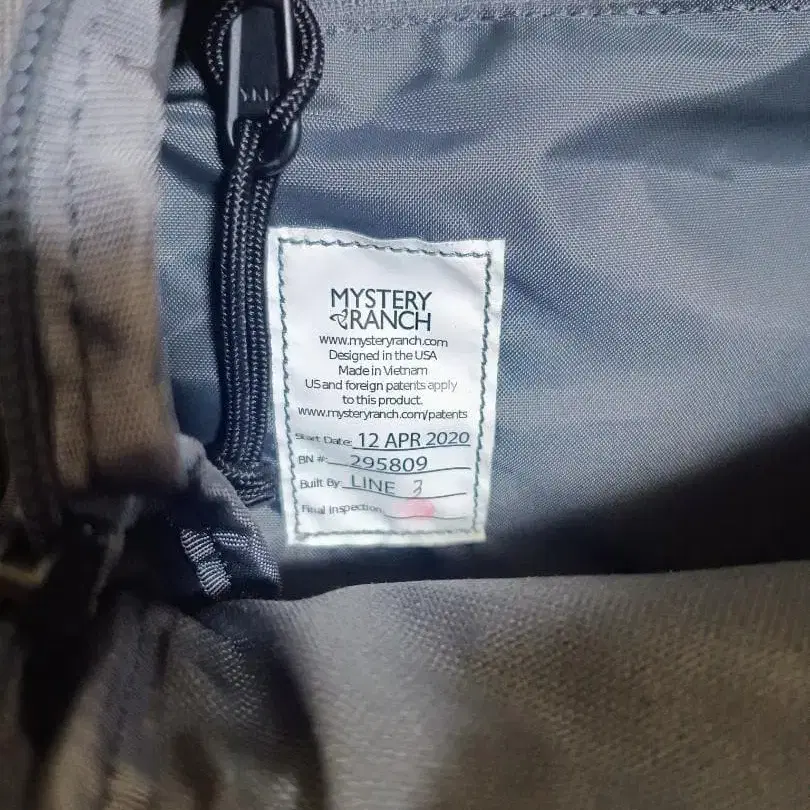 YKK
MYSTERY
RANCH
www.mysteryranch.com
Designed in the USA
Made in Vietnam
US and foreign patents apply
to this product.
www.mysteryranch.com/patents
Start Date: 12 APR 2020
BN #: 295809
Built By: LINE 3
Final Inspection: